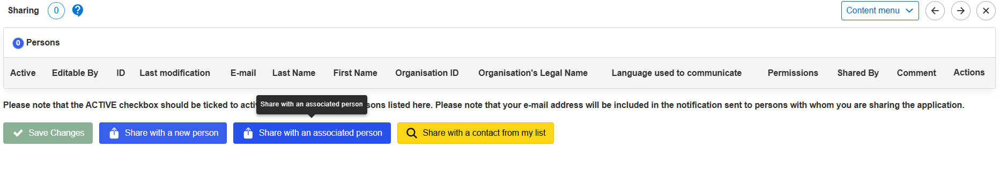 Sharing 0 Content menu
0 Persons
Active Editable By ID Last modification E-mail Last Name First Name Organisation ID Organisation's Legal Name Language used to communicate Permissions Shared By Comment Actions
Please note that the ACTIVE checkbox should be ticked to acti sons listed here. Please note that your e-mail address will be included in the notification sent to persons with whom you are sharing the application.
Share with an associated person
Save Changes Share with a new person Share with an associated person Share with a contact from my list